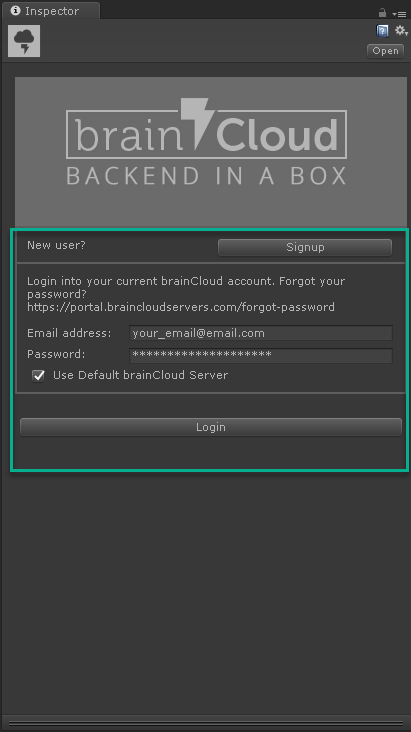 Inspector
Open
brainCloud
BACKEND IN A BOX
New user?
Signup
Login into your current brainCloud account. Forgot your
password?
https://portal.braincloudservers.com/forgot-password
Email address: your_email@email.com
Password: ********************
Use Default brainCloud Server
Login